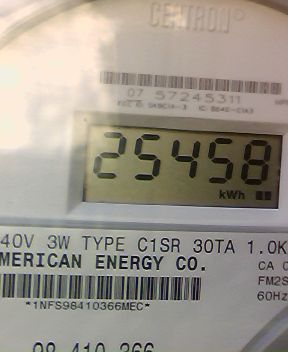 CENTRON®
07 57245311
25458
kWh
40V 3W TYPE C1SR 30TA 1.0K
MERICAN ENERGY CO.
CA 0
FM2S
*1NFS98410366MEC*
60Hz
98 410 366